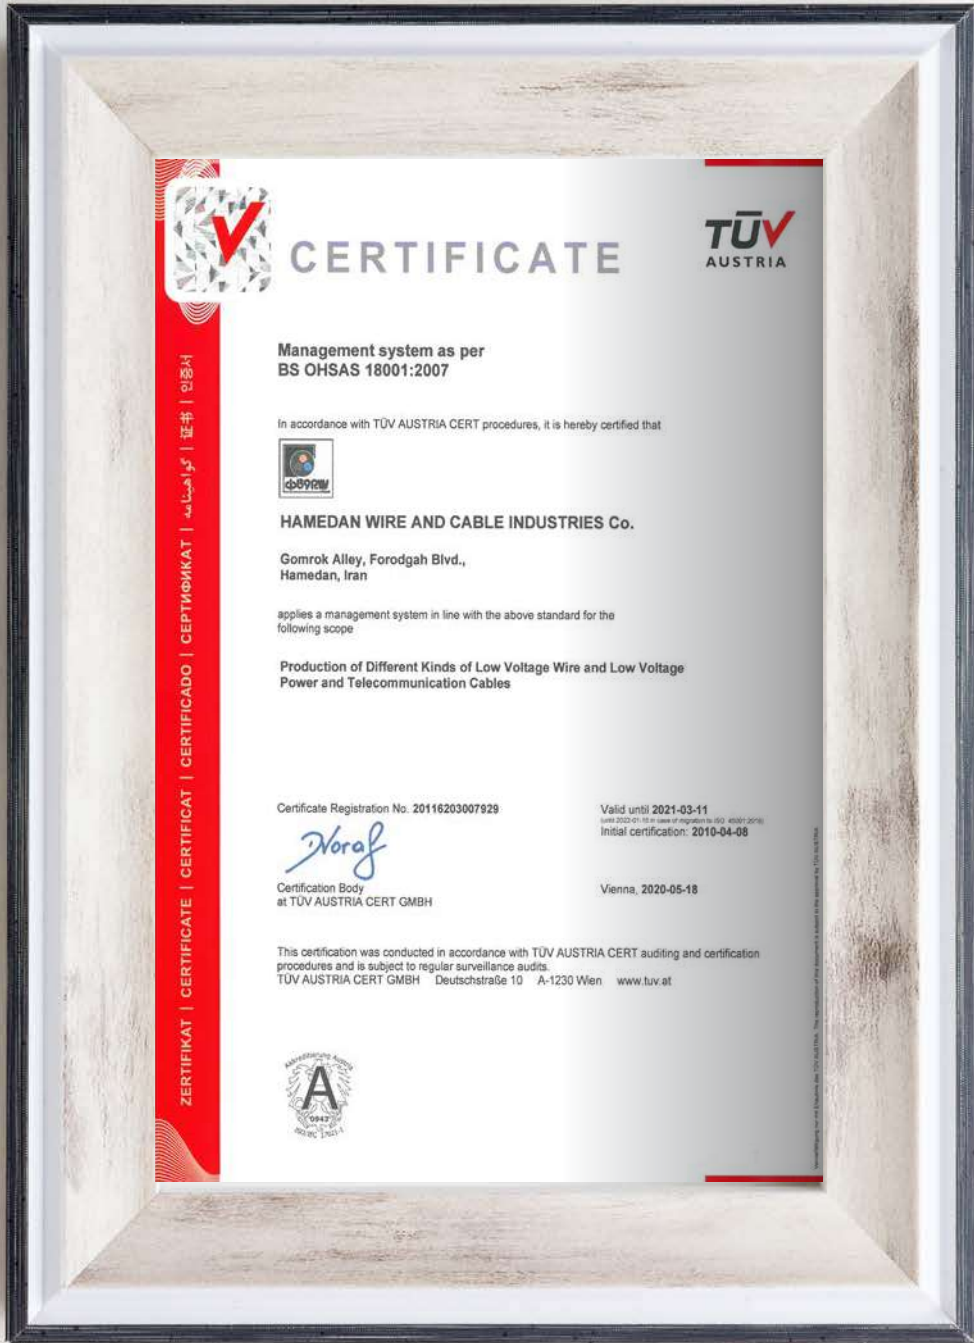 CERTIFICATE
TÜV
AUSTRIA
Management system as per
BS OHSAS 18001:2007
In accordance with TÜV AUSTRIA CERT procedures, it is hereby certified that
HAMEDAN WIRE AND CABLE INDUSTRIES Co.
Gomrok Alley, Forodgah Blvd.,
Hamedan, Iran
applies a management system in line with the above standard for the
following scope
Production of Different Kinds of Low Voltage Wire and Low Voltage
Power and Telecommunication Cables
Certificate Registration No. 20116203007929
Valid until 2021-03-11
Initial certification: 2010-04-08
Certification Body
at TÜV AUSTRIA CERT GMBH
Vienna, 2020-05-18
This certification was conducted in accordance with TÜV AUSTRIA CERT auditing and certification
procedures and is subject to regular surveillance audits.
TÜV AUSTRIA CERT GMBH Deutschstraße 10 A-1230 Wien www.tuv.at
Akkreditierung Austria
A
0943
ZERTIFIKAT | CERTIFICATE | CERTIFICAT | CERTIFICADO | СЕРТИФИКАТ | گواهینامه | 证书 | 인증서